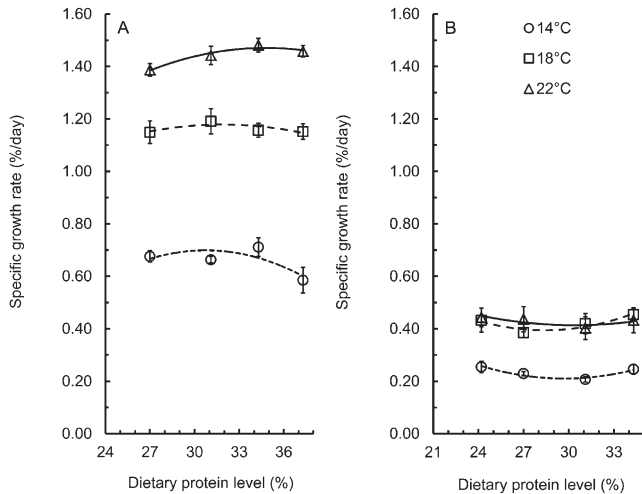 A
1.60
1.40
1.20
1.00
0.80
0.60
0.40
0.20
0.00
24 27 30 33 36
Specific growth rate (%/day)
Dietary protein level (%)
B
14°C
18°C
22°C
1.60
1.40
1.20
1.00
0.80
0.60
0.40
0.20
0.00
21 24 27 30 33
Specific growth rate (%/day)
Dietary protein level (%)